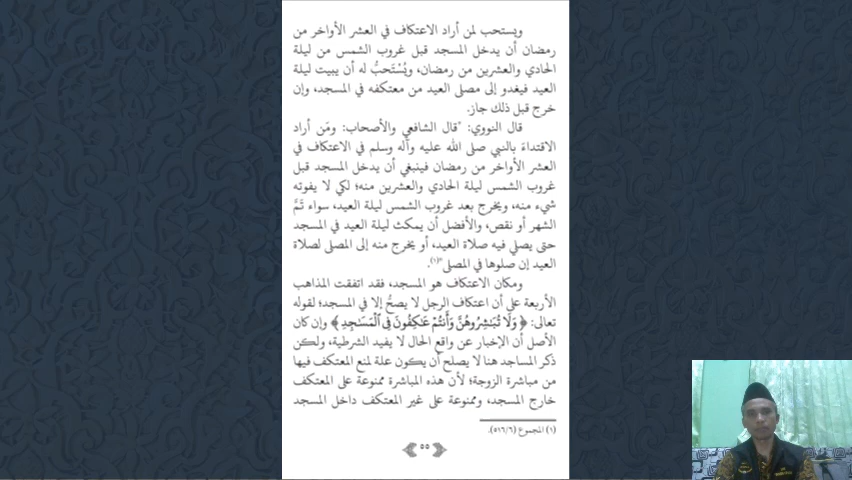 ويستحب لمن أراد الاعتكاف في العشر الأواخر من
رمضان أن يدخل المسجد قبل غروب الشمس من ليلة
الحادي والعشرين من رمضان، ويُسْتَحبُّ له أن يبيت ليلة
العيد فيغدو إلى مصلى العيد من معتكفه في المسجد، وإن
خرج قبل ذلك جاز.
قال النووي: "قال الشافعي والأصحاب: ومَن أراد
الاقتداءَ بالنبي صلى الله عليه وآله وسلم في الاعتكاف في
العشر الأواخر من رمضان فينبغي أن يدخل المسجد قبل
غروب الشمس ليلة الحادي والعشرين منه؛ لكي لا يفوته
شيء منه، ويخرج بعد غروب الشمس ليلة العيد، سواء تَمَّ
الشهر أو نقص، والأفضل أن يمكث ليلة العيد في المسجد
حتى يصلي فيه صلاة العيد، أو يخرج منه إلى المصلى لصلاة
العيد إن صلوها في المصلى"(١).
ومكان الاعتكاف هو المسجد، فقد اتفقت المذاهب
الأربعة على أن اعتكاف الرجل لا يصحُّ إلا في المسجد؛ لقوله
تعالى: ﴿وَلَا تُبَٰشِرُوهُنَّ وَأَنتُمْ عَٰكِفُونَ فِي ٱلْمَسَٰجِدِ﴾ وإن كان
الأصل أن الإخبار عن واقع الحال لا يفيد الشرطية، ولكن
ذكر المساجد هنا لا يصلح أن يكون علة لمنع المعتكف فيها
من مباشرة الزوجة؛ لأن هذه المباشرة ممنوعة على المعتكف
خارج المسجد، وممنوعة على غير المعتكف داخل المسجد
(١) المجموع (٥١٦/٦).
٥٥